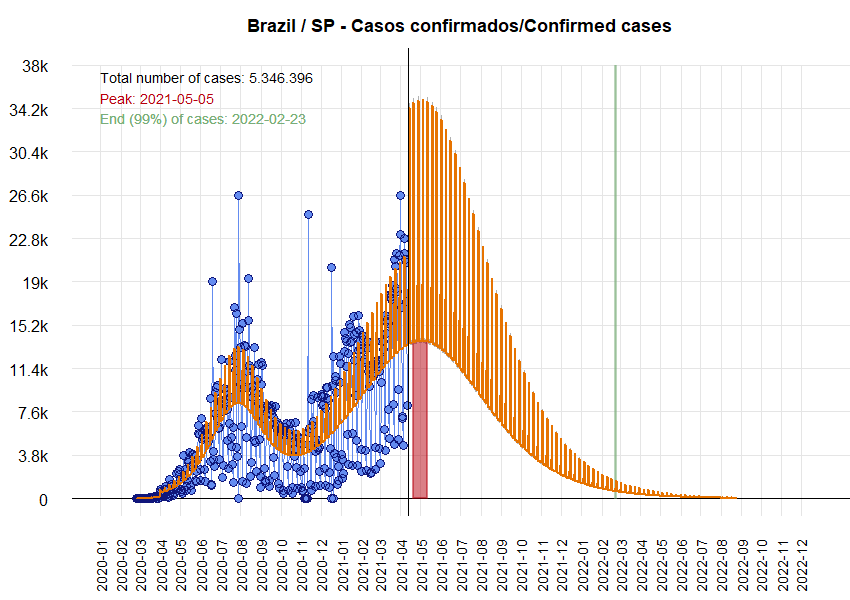 Brazil / SP - Casos confirmados/Confirmed cases
38k
Total number of cases: 5.346.396
Peak: 2021-05-05
34.2k
End (99%) of cases: 2022-02-23
30.4k
26.6k
22.8k
19k
15.2k
11.4k
7.6k
3.8k
0
2020-01
2020-02
2020-03
2020-04
2020-05
2020-06
2020-07
2020-08
2020-09
2020-10
2020-11
2020-12
2021-01
2021-02
2021-03
2021-04
2021-05
2021-06
2021-07
2021-08
2021-09
2021-10
2021-11
2021-12
2022-01
2022-02
2022-03
2022-04
2022-05
2022-06
2022-07
2022-08
2022-09
2022-10
2022-11
2022-12